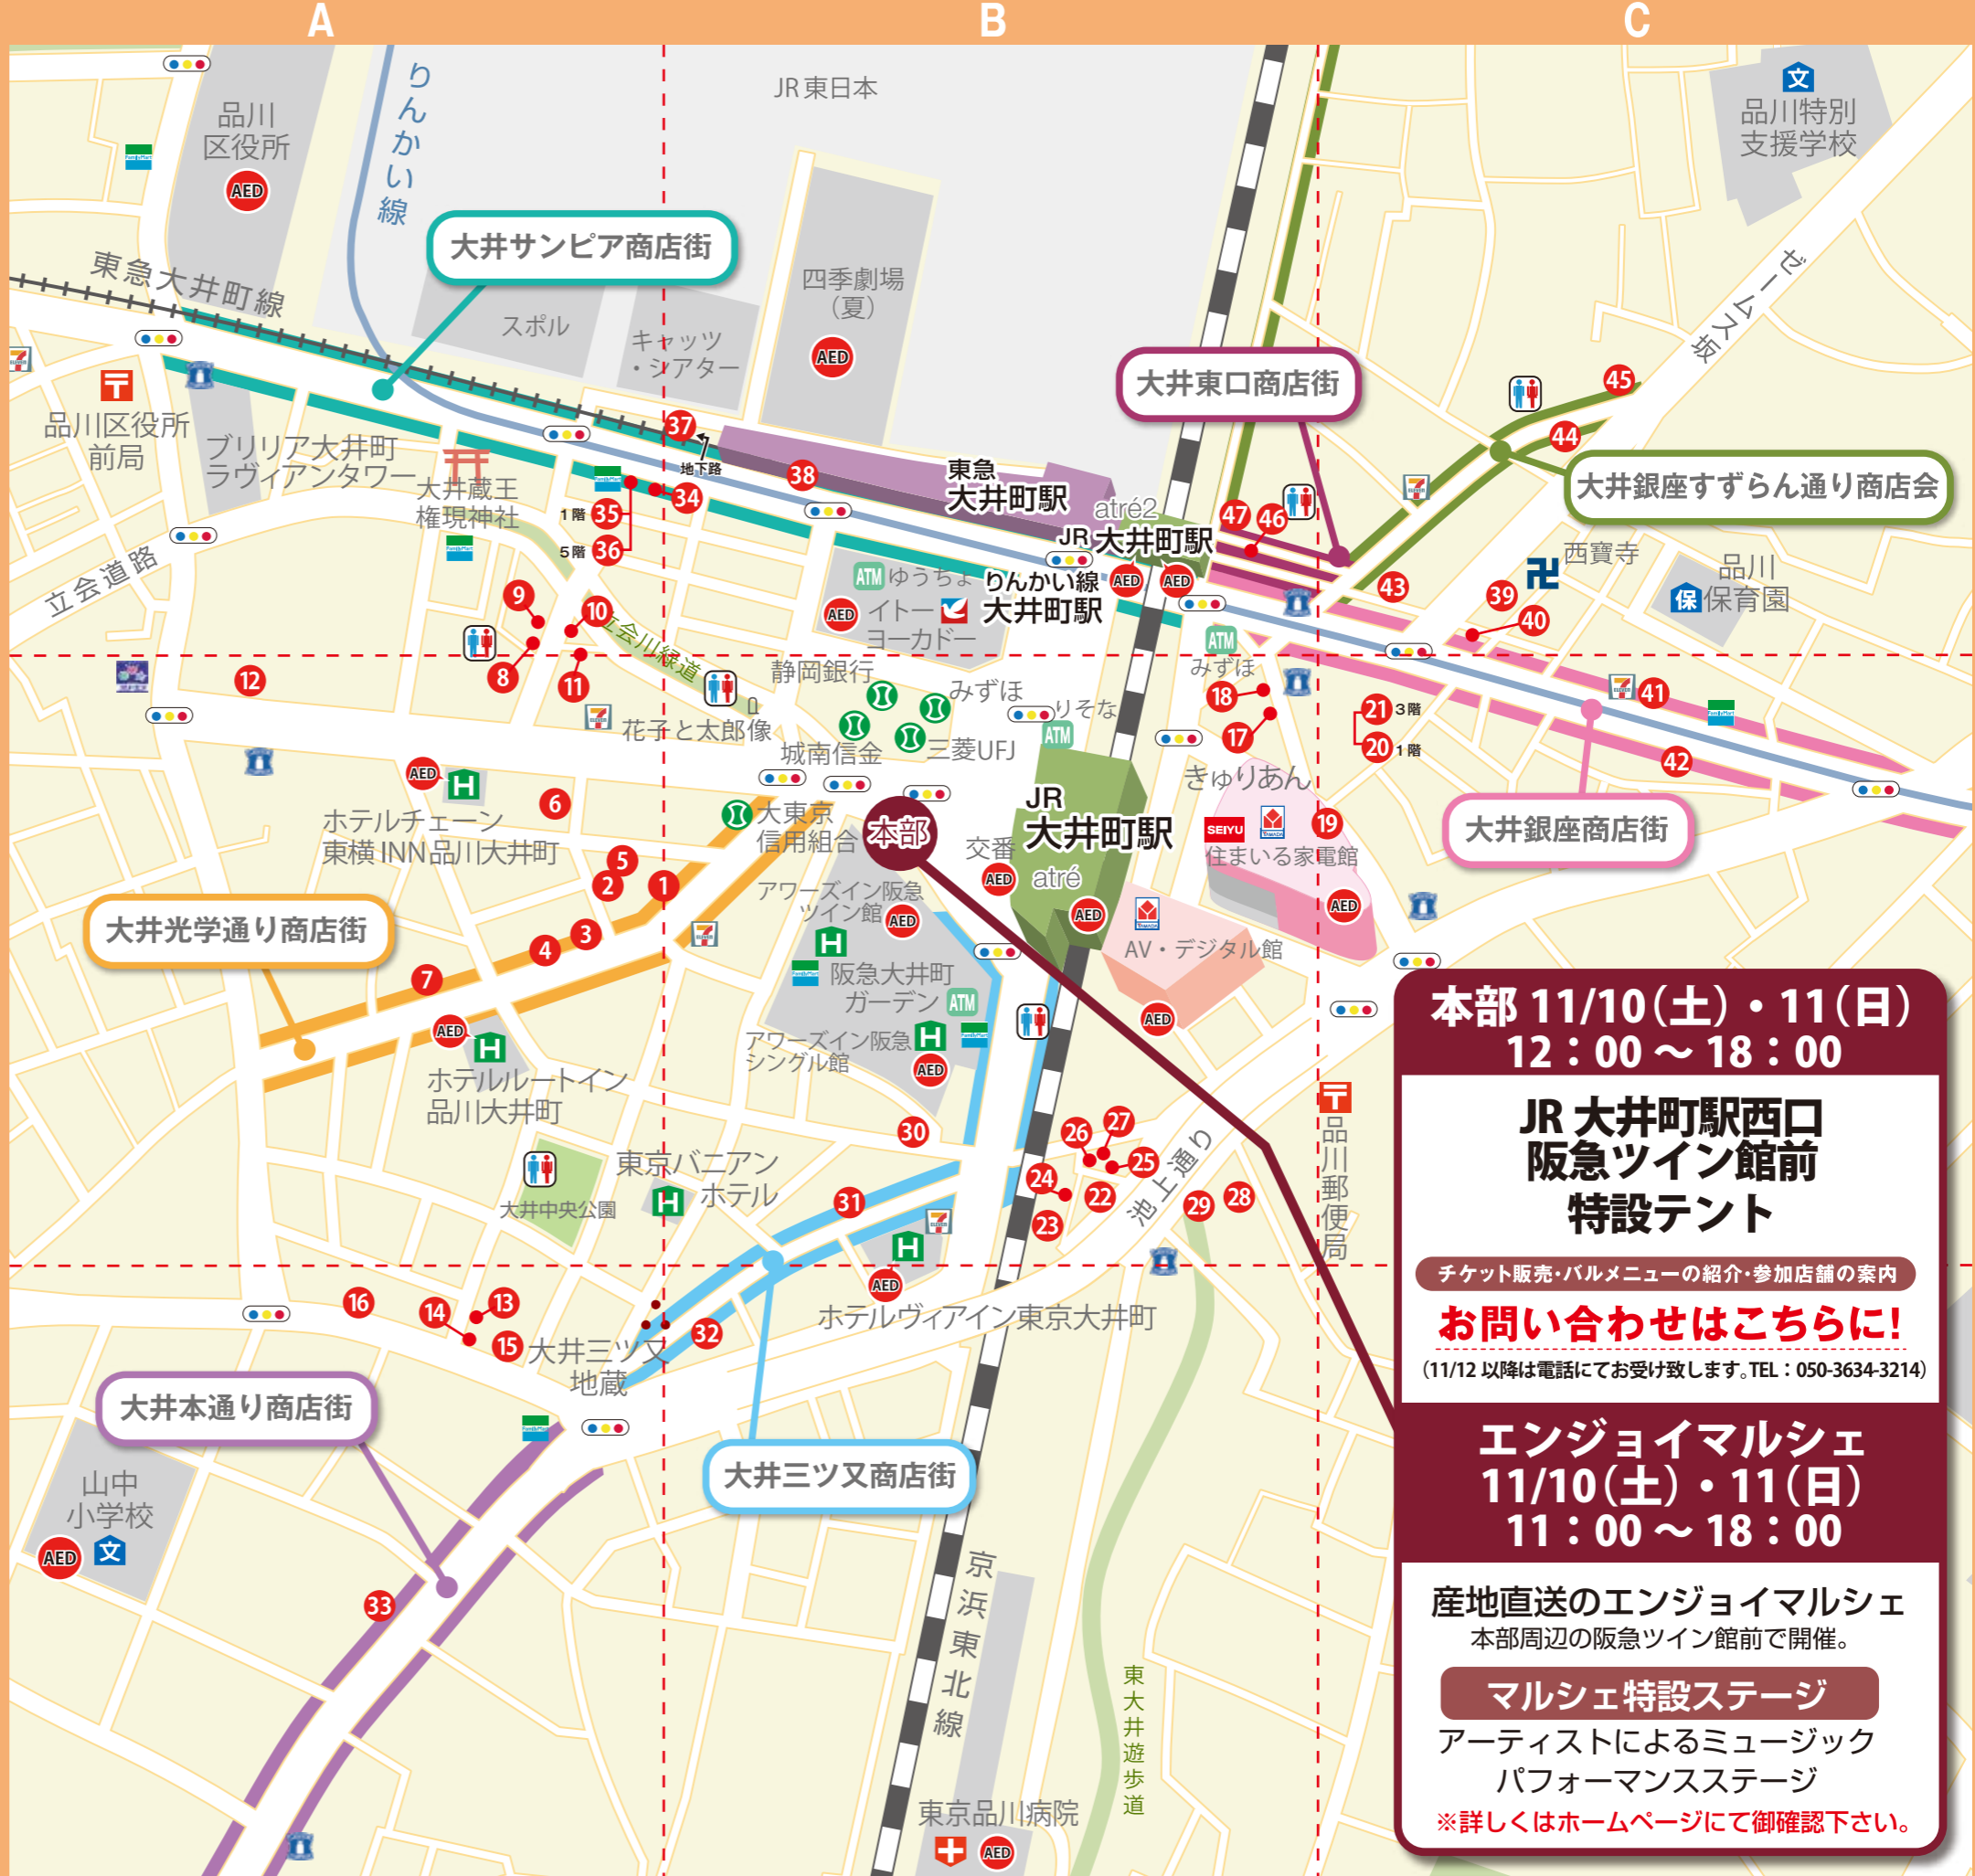 A
B
C
りんかい線
JR東日本
品川
区役所
AED
品川特別
支援学校
文
東急大井町線
大井サンピア商店街
スポル
キャッツ
・シアター
四季劇場
（夏）
AED
ゼームス坂
大井東口商店街
45
44
大井銀座すずらん通り商店会
品川区役所
前局
ブリリア大井町
ラヴィアンタワー
大井蔵王
権現神社
37
地下路
38
34
1階 35
5階 36
東急
大井町駅
atré2
JR 大井町駅
りんかい線
大井町駅
AED
AED
47
46
43
39
40
西寶寺
品川
保育園
保
立会道路
9
10
8
11
12
立会川緑道
ATM ゆうちょ
AED イトー
ヨーカドー
ATM
みずほ
18
17
21 3階
20 1階
41
42
静岡銀行
みずほ
りそな
ATM
城南信金
三菱UFJ
花子と太郎像
AED
H
ホテルチェーン
東横INN品川大井町
6
5
2
1
3
4
7
大東京
信用組合
本部
JR
大井町駅
atré
交番
AED
AED
きゅりあん
SEIYU
YAMADA
19
住まいる家電館
AED
大井銀座商店街
大井光学通り商店街
アワーズイン阪急
ツイン館
AED
H
阪急大井町
ガーデン
ATM
アワーズイン阪急
シングル館
H
AED
YAMADA
AV・デジタル館
AED
AED
H
ホテルルートイン
品川大井町
大井中央公園
東京バニアン
ホテル
H
30
31
26
27
25
24
22
23
29
28
池上通り
品川郵便局
H
AED
ホテルヴィアイン東京大井町
16
14
13
15
大井三ツ又
地蔵
32
大井本通り商店街
大井三ツ又商店街
山中
小学校
AED
文
33
京浜東北線
東大井遊歩道
東京品川病院
AED
本部 11/10（土）・11（日）
12：00 ～ 18：00
JR 大井町駅西口
阪急ツイン館前
特設テント
チケット販売・バルメニューの紹介・参加店舗の案内
お問い合わせはこちらに！
（11/12 以降は電話にてお受け致します。TEL：050-3634-3214）
エンジョイマルシェ
11/10（土）・11（日）
11：00 ～ 18：00
産地直送のエンジョイマルシェ
本部周辺の阪急ツイン館前で開催。
マルシェ特設ステージ
アーティストによるミュージック
パフォーマンスステージ
※詳しくはホームページにて御確認下さい。